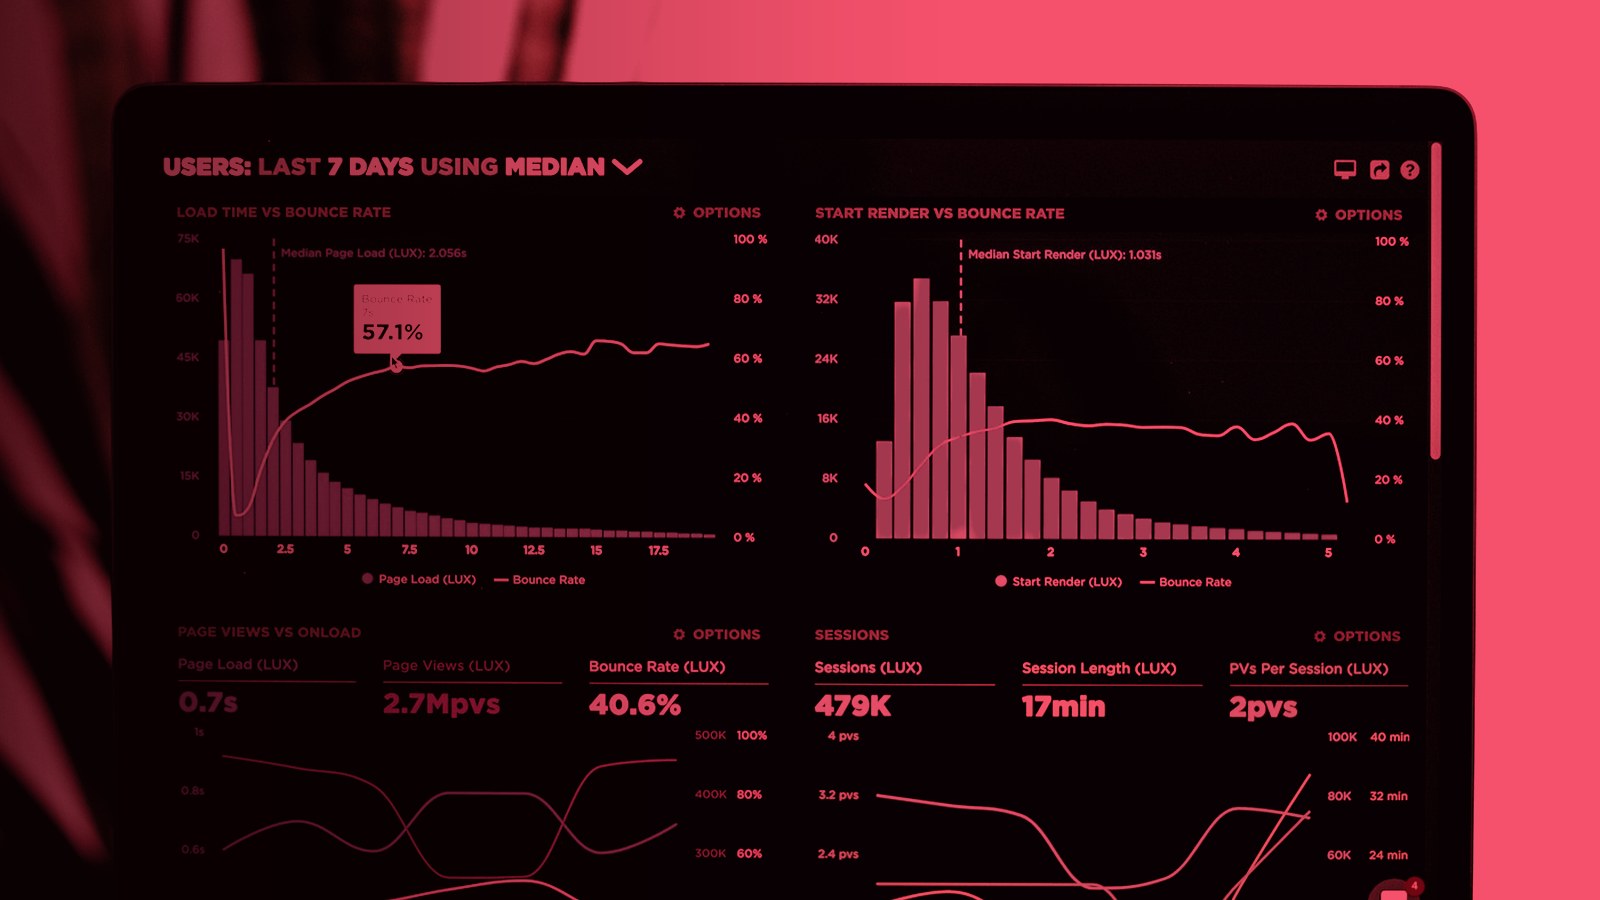 USERS: LAST 7 DAYS USING MEDIAN
LOAD TIME VS BOUNCE RATE
OPTIONS
75K
60K
45K
30K
15K
0
100 %
80 %
60 %
40 %
20 %
0 %
Median Page Load (LUX): 2.056s
Bounce Rate
7s
57.1%
0 2.5 5 7.5 10 12.5 15 17.5
Page Load (LUX) Bounce Rate
START RENDER VS BOUNCE RATE
OPTIONS
40K
32K
24K
16K
8K
0
100 %
80 %
60 %
40 %
20 %
0 %
Median Start Render (LUX): 1.031s
0 1 2 3 4 5
Start Render (LUX) Bounce Rate
PAGE VIEWS VS ONLOAD
OPTIONS
Page Load (LUX)
0.7s
Page Views (LUX)
2.7Mpvs
Bounce Rate (LUX)
40.6%
1s
0.8s
0.6s
500K 100%
400K 80%
300K 60%
SESSIONS
OPTIONS
Sessions (LUX)
479K
Session Length (LUX)
17min
PVs Per Session (LUX)
2pvs
4 pvs
3.2 pvs
2.4 pvs
100K 40 min
80K 32 min
60K 24 min
4